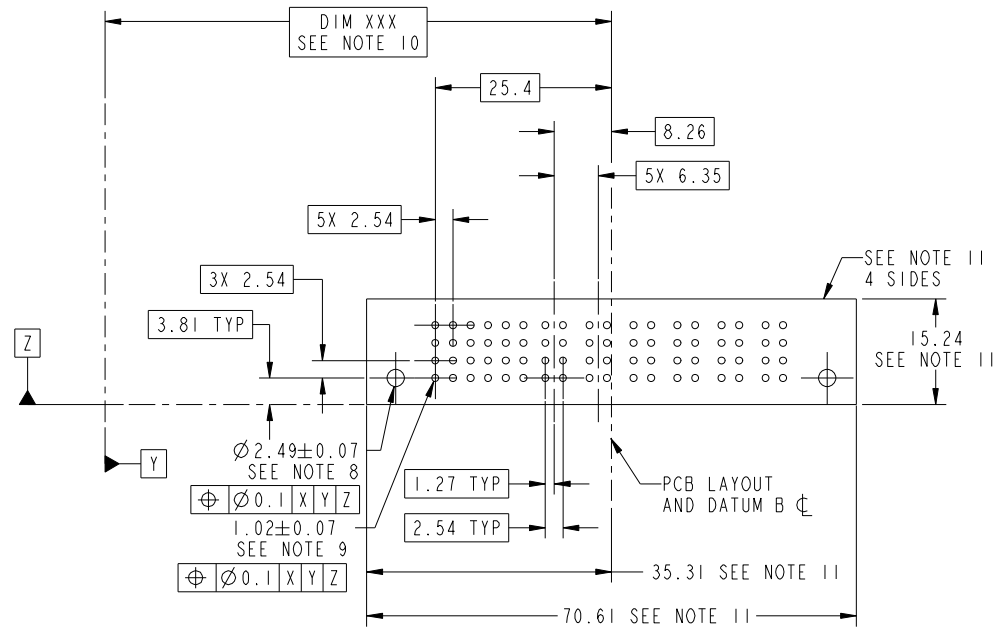 DIM XXX
SEE NOTE 10
25.4
8.26
5X 6.35
5X 2.54
SEE NOTE 11
4 SIDES
3X 2.54
3.81 TYP
15.24
SEE NOTE 11
Z
Y
Ø2.49±0.07
SEE NOTE 8
⌖ Ø0.1 X Y Z
1.27 TYP
PCB LAYOUT
AND DATUM B ℄
1.02±0.07
SEE NOTE 9
2.54 TYP
⌖ Ø0.1 X Y Z
35.31 SEE NOTE 11
70.61 SEE NOTE 11